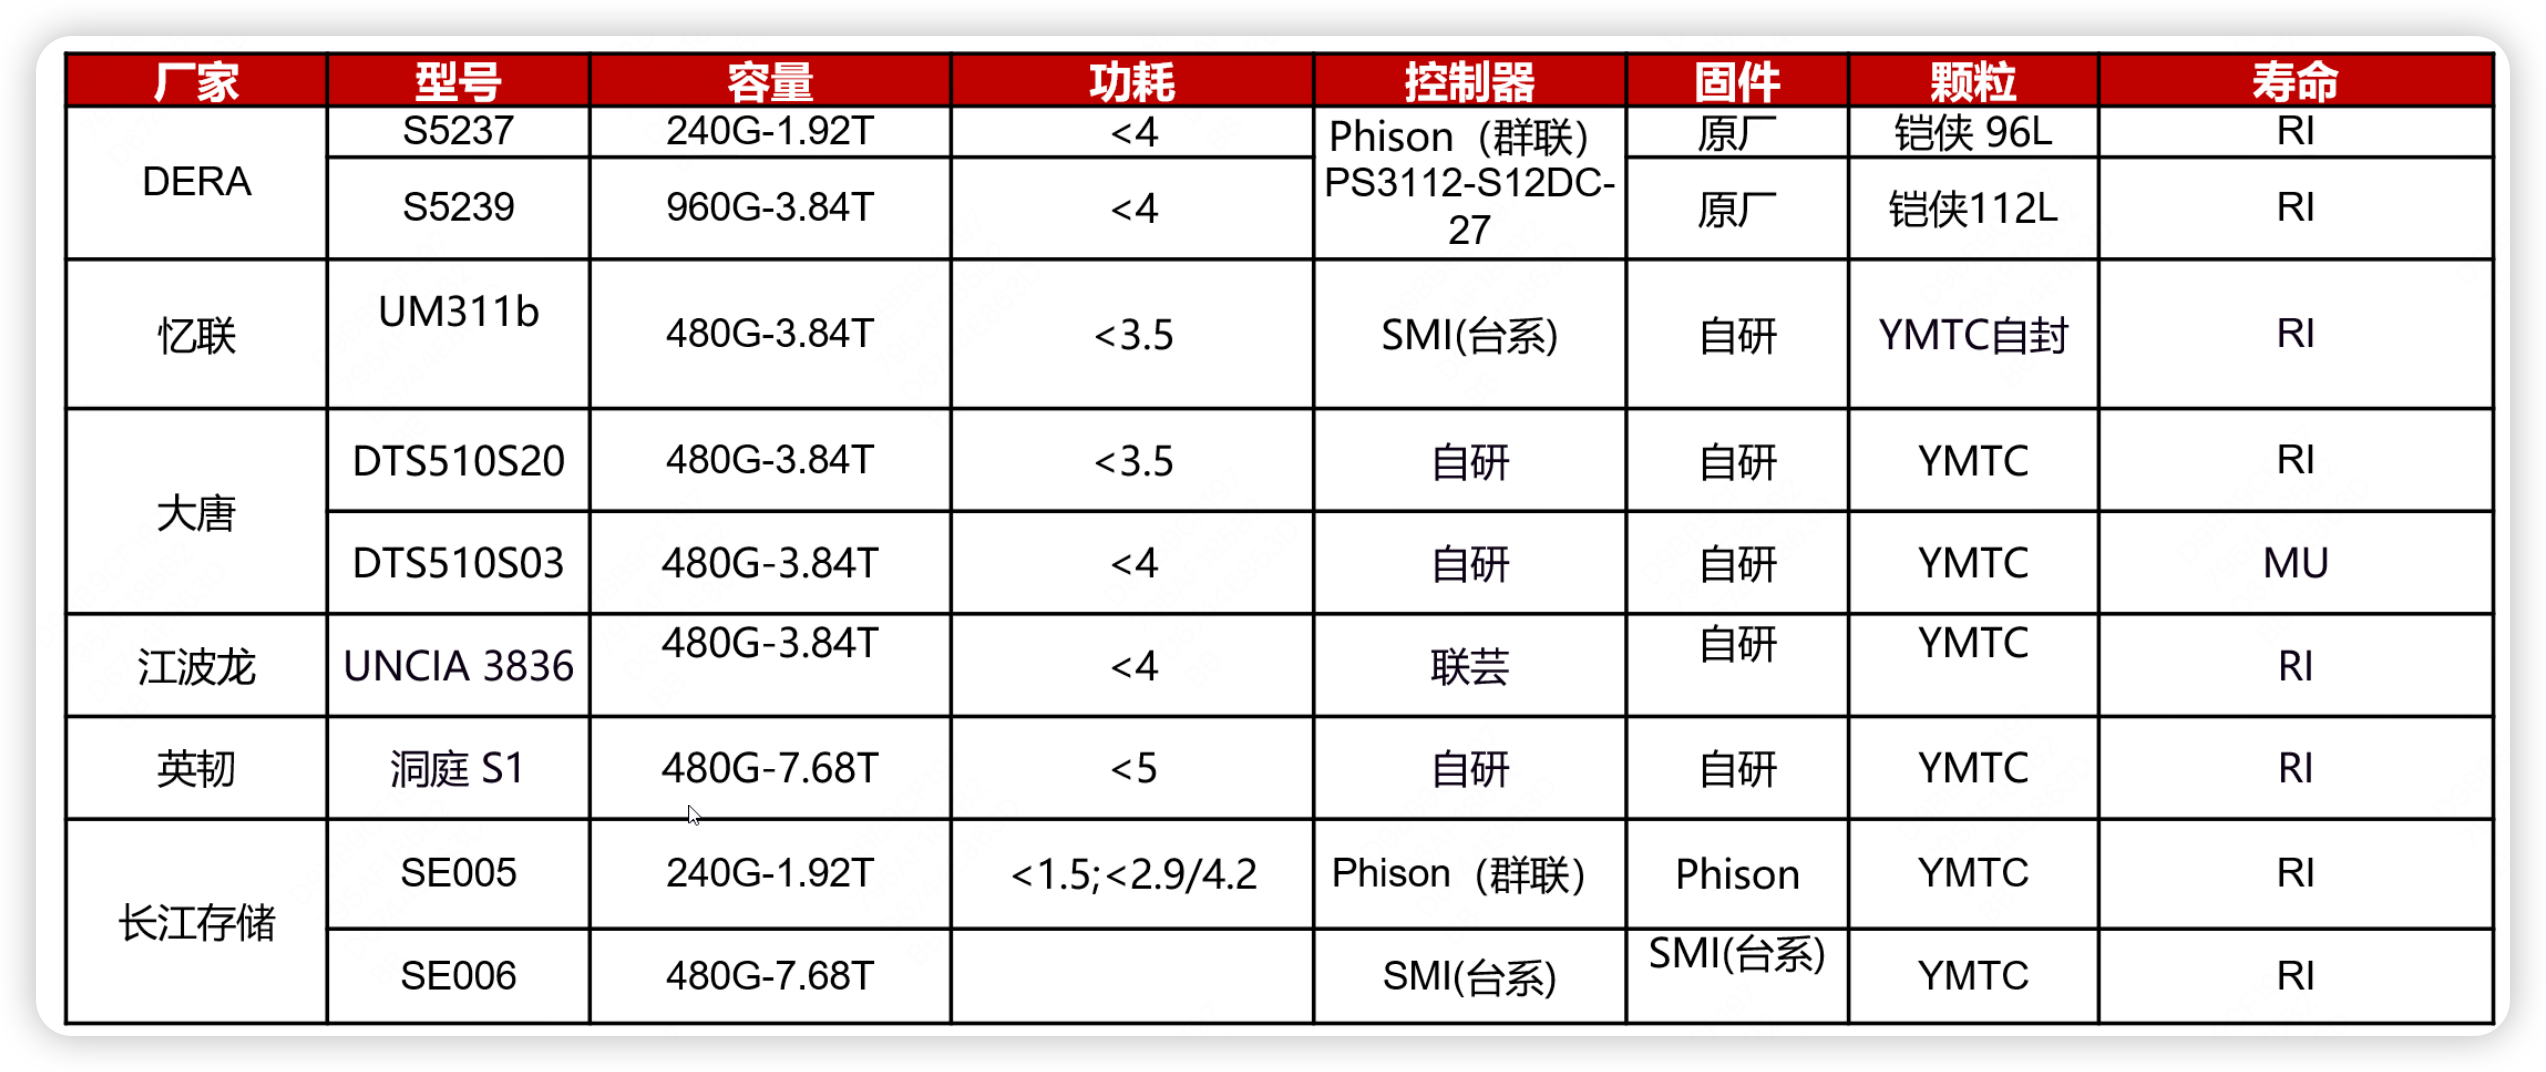 厂家 型号 容量 功耗 控制器 固件 颗粒 寿命
DERA S5237 240G-1.92T <4 Phison（群联） 原厂 铠侠 96L RI
PS3112-S12DC-
27
S5239 960G-3.84T <4 原厂 铠侠112L RI
忆联 UM311b 480G-3.84T <3.5 SMI(台系) 自研 YMTC自封 RI
大唐 DTS510S20 480G-3.84T <3.5 自研 自研 YMTC RI
DTS510S03 480G-3.84T <4 自研 自研 YMTC MU
江波龙 UNCIA 3836 480G-3.84T <4 联芸 自研 YMTC RI
英韧 洞庭 S1 480G-7.68T <5 自研 自研 YMTC RI
长江存储 SE005 240G-1.92T <1.5;<2.9/4.2 Phison（群联） Phison YMTC RI
SE006 480G-7.68T SMI(台系) SMI(台系) YMTC RI